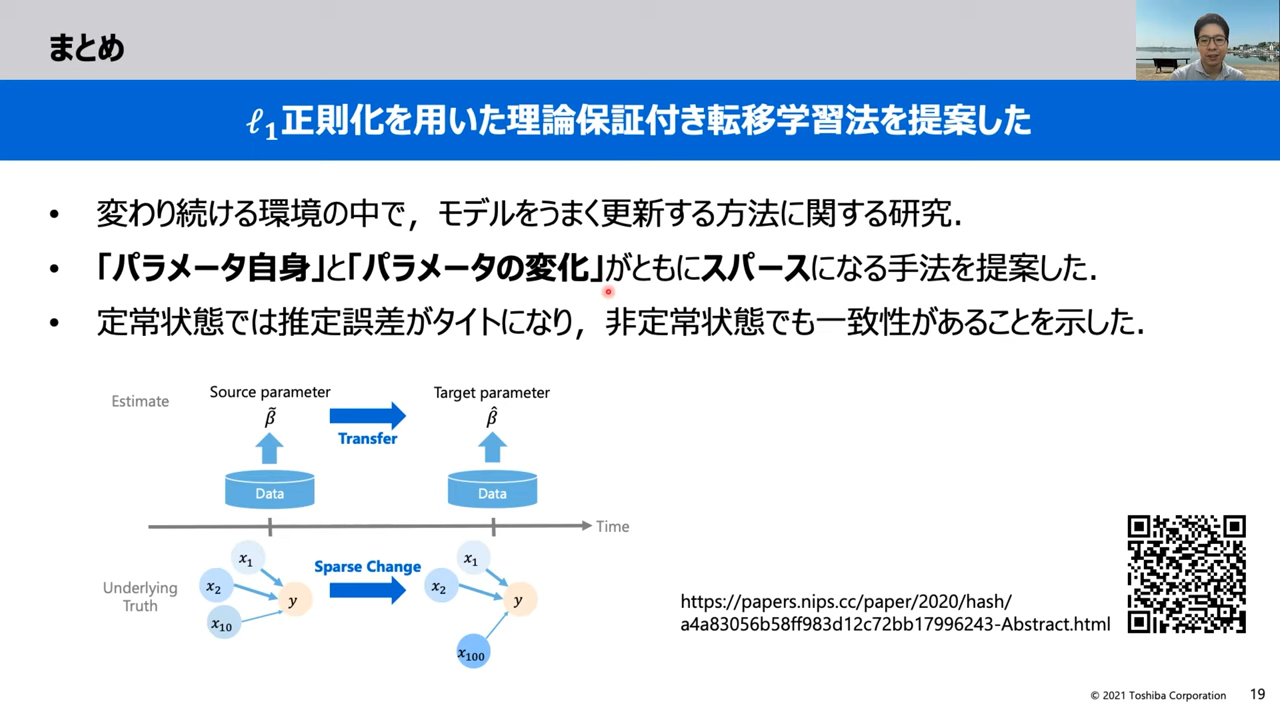 まとめ
ℓ₁正則化を用いた理論保証付き転移学習法を提案した
• 変わり続ける環境の中で，モデルをうまく更新する方法に関する研究．
• 「パラメータ自身」と「パラメータの変化」がともにスパースになる手法を提案した．
• 定常状態では推定誤差がタイトになり，非定常状態でも一致性があることを示した．
Source parameter
Target parameter
Estimate
β̃
β̂
Transfer
Data
Data
Time
x₁
x₁
Sparse Change
Underlying
Truth
x₂
x₂
y
y
x₁₀
x₁₀₀
https://papers.nips.cc/paper/2020/hash/
a4a83056b58ff983d12c72bb17996243-Abstract.html
© 2021 Toshiba Corporation
19